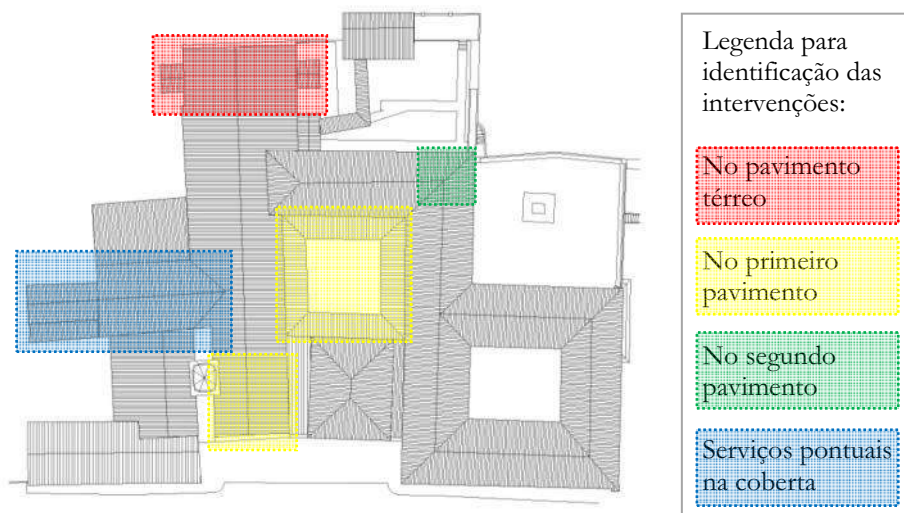 Legenda para
identificação das
intervenções:
No pavimento
térreo
No primeiro
pavimento
No segundo
pavimento
Serviços pontuais
na coberta